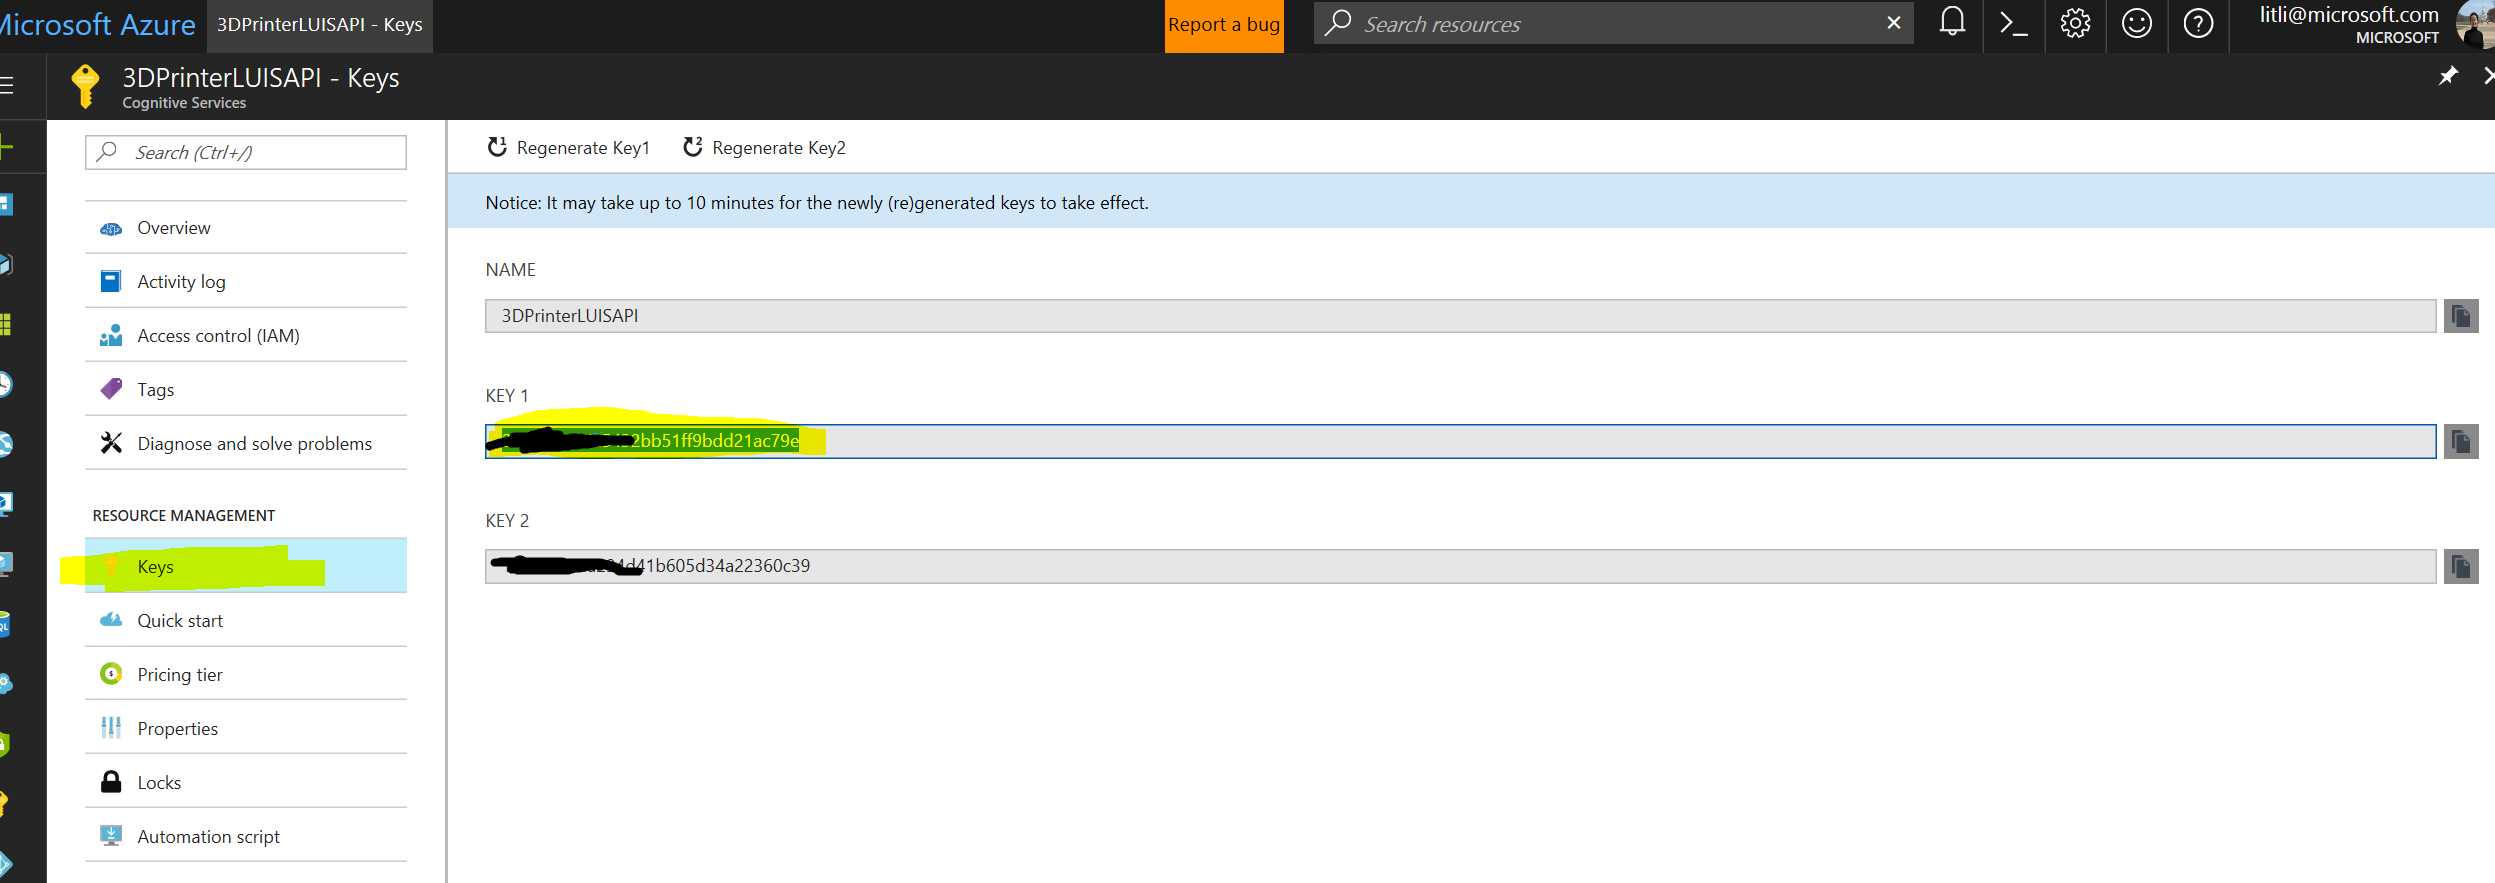 Microsoft Azure
3DPrinterLUISAPI - Keys
Report a bug
Search resources
litli@microsoft.com
MICROSOFT
3DPrinterLUISAPI - Keys
Cognitive Services
Search (Ctrl+/)
Overview
Activity log
Access control (IAM)
Tags
Diagnose and solve problems
RESOURCE MANAGEMENT
Keys
Quick start
Pricing tier
Properties
Locks
Automation script
Regenerate Key1
Regenerate Key2
Notice: It may take up to 10 minutes for the newly (re)generated keys to take effect.
NAME
3DPrinterLUISAPI
KEY 1
2bb51ff9bdd21ac79e
KEY 2
41b605d34a22360c39